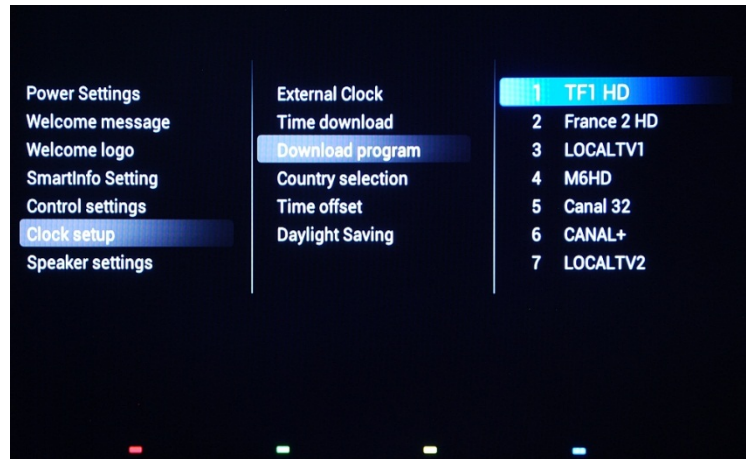 Power Settings
Welcome message
Welcome logo
SmartInfo Setting
Control settings
Clock setup
Speaker settings
External Clock
Time download
Download program
Country selection
Time offset
Daylight Saving
1 TF1 HD
2 France 2 HD
3 LOCALTV1
4 M6HD
5 Canal 32
6 CANAL+
7 LOCALTV2